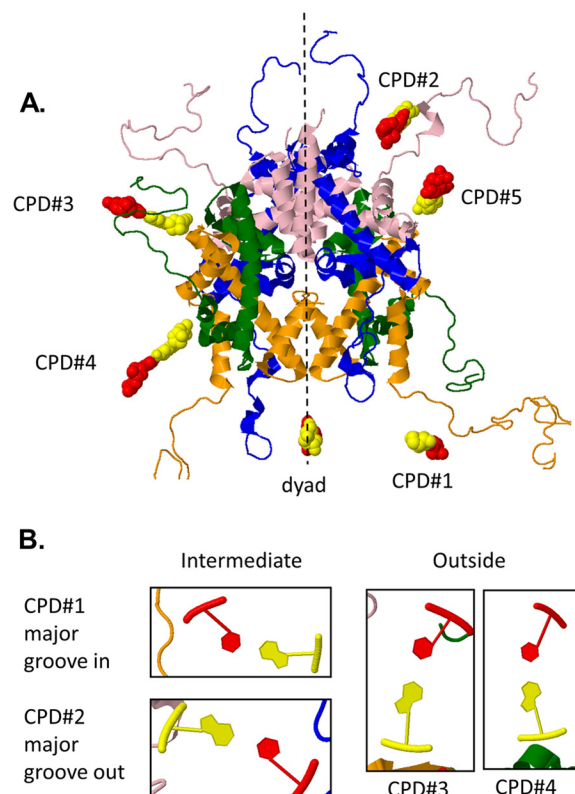 A.
CPD#2
CPD#3
CPD#5
CPD#4
dyad
CPD#1
B.
Intermediate
Outside
CPD#1
major
groove in
CPD#2
major
groove out
CPD#3
CPD#4